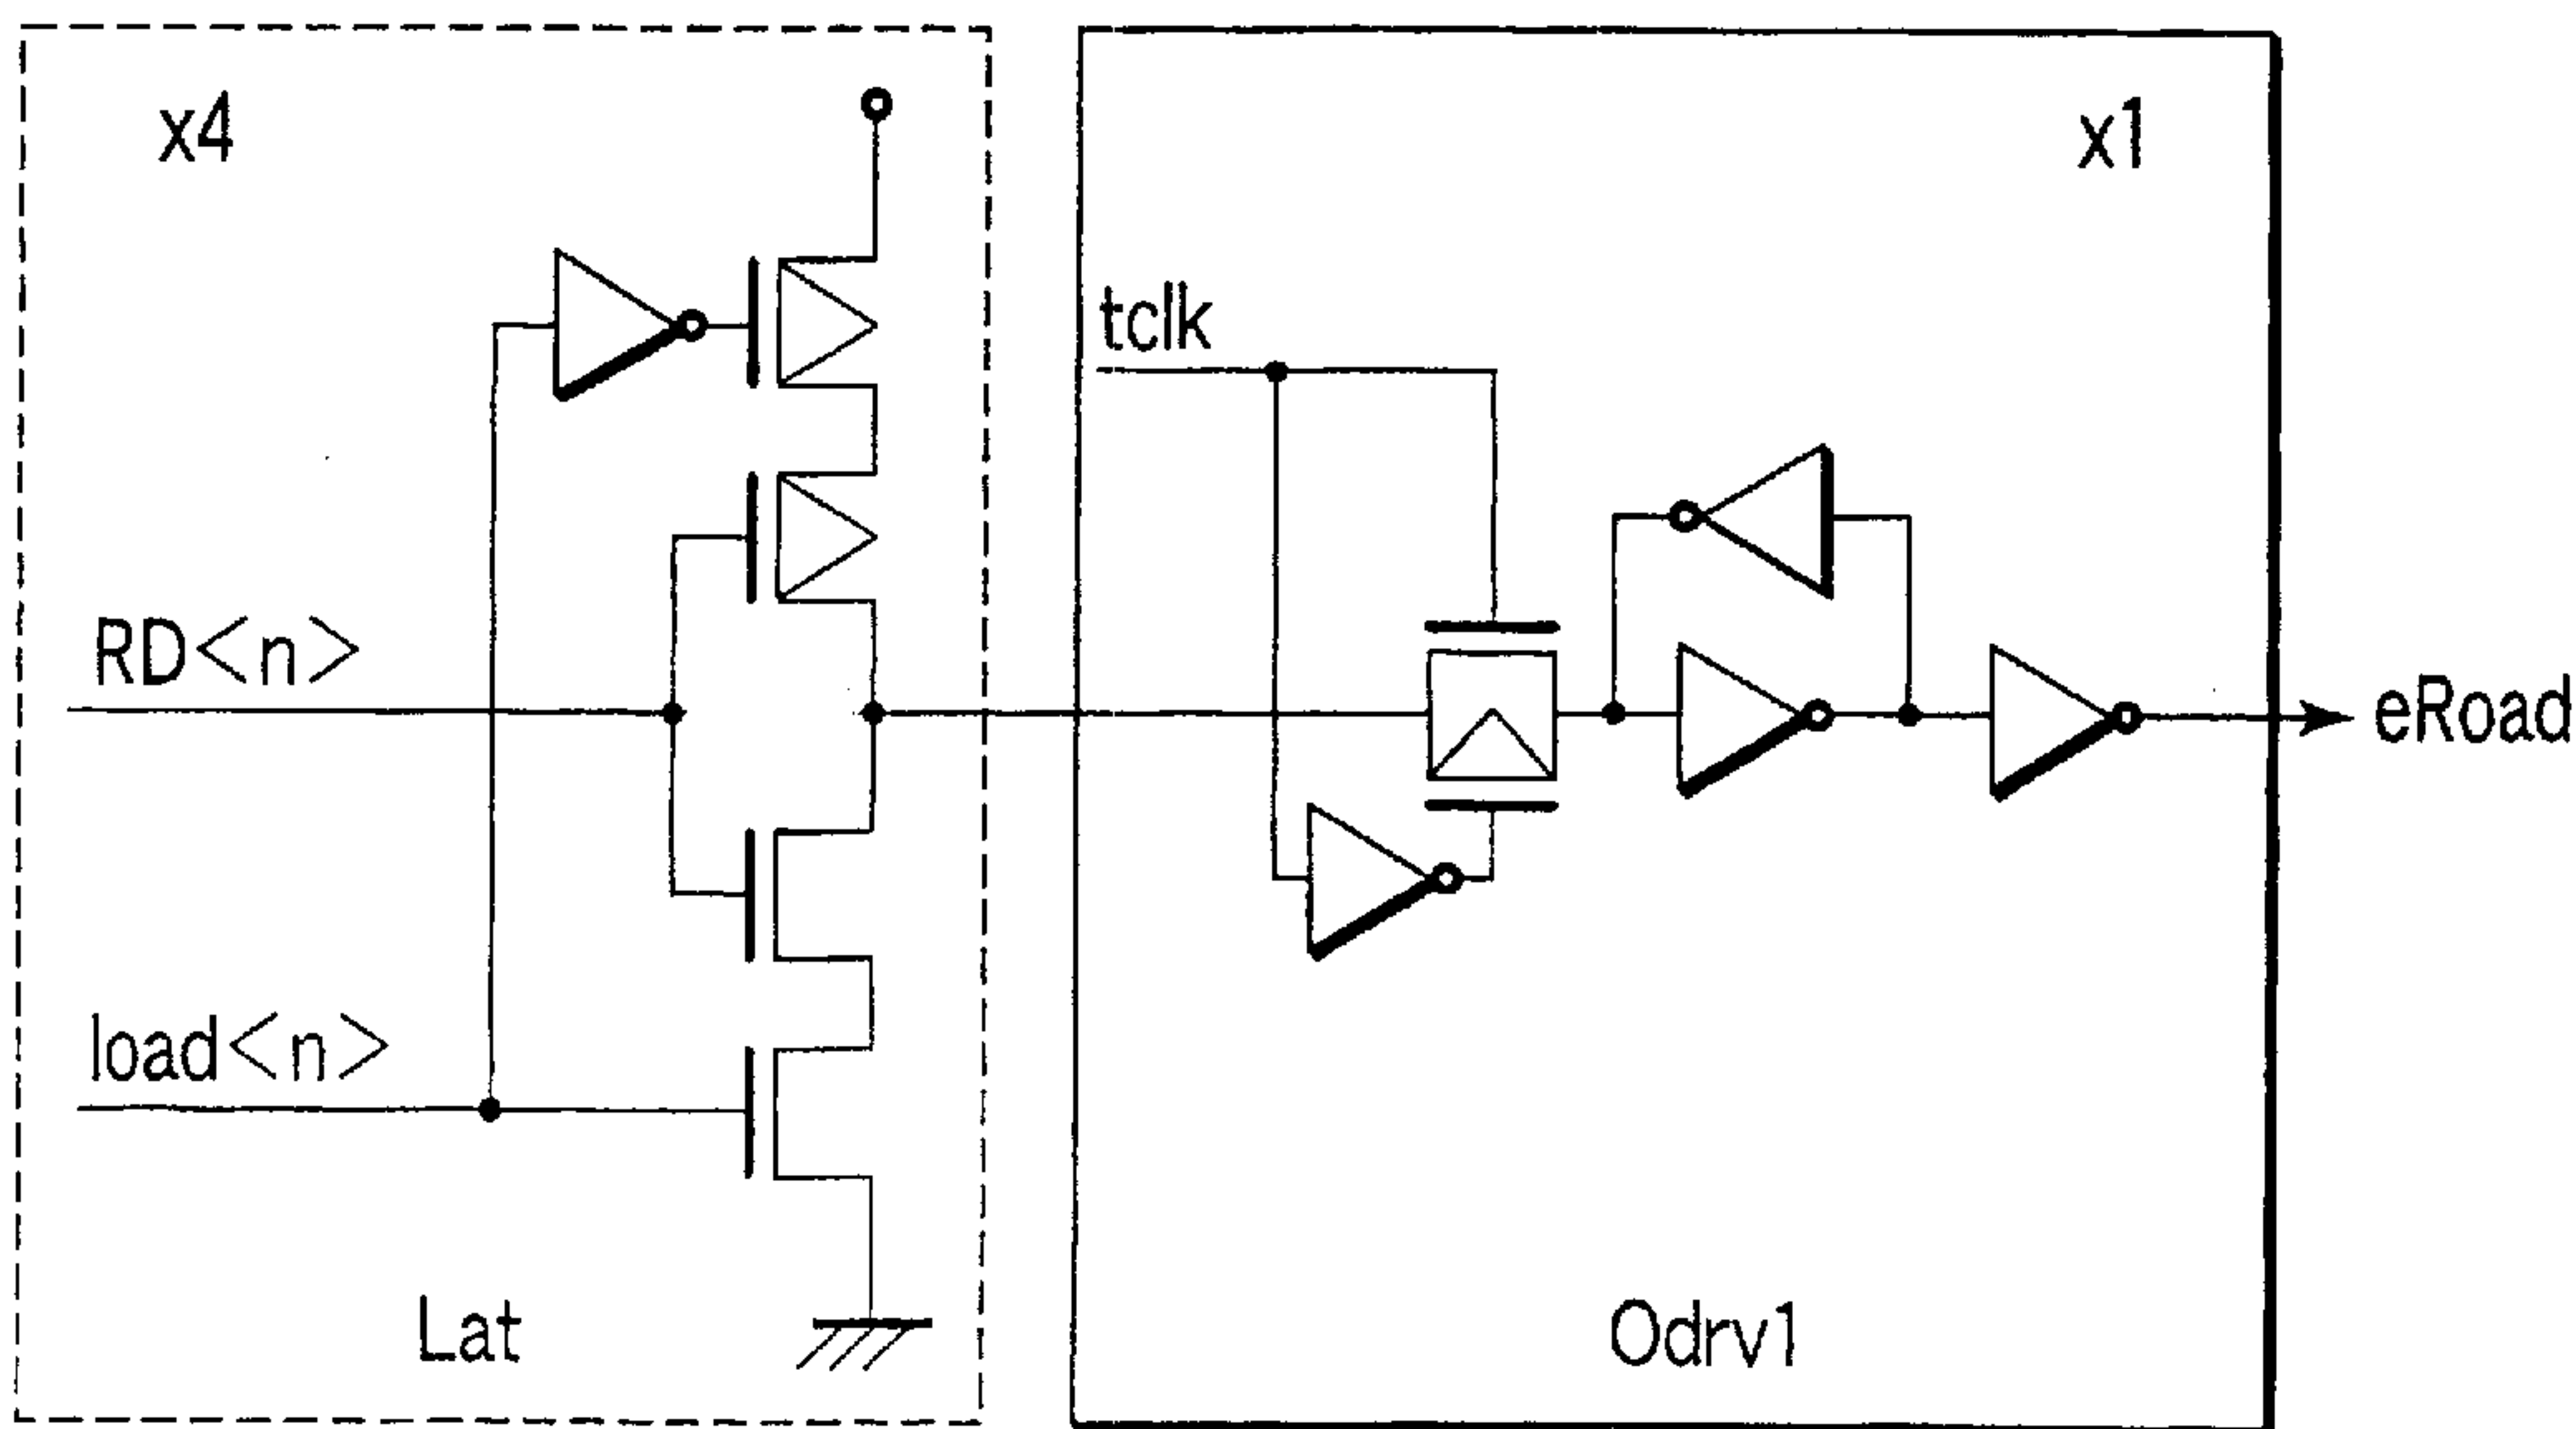 x4
x1
tclk
RD<n>
eRoad
load<n>
Lat
Odrv1